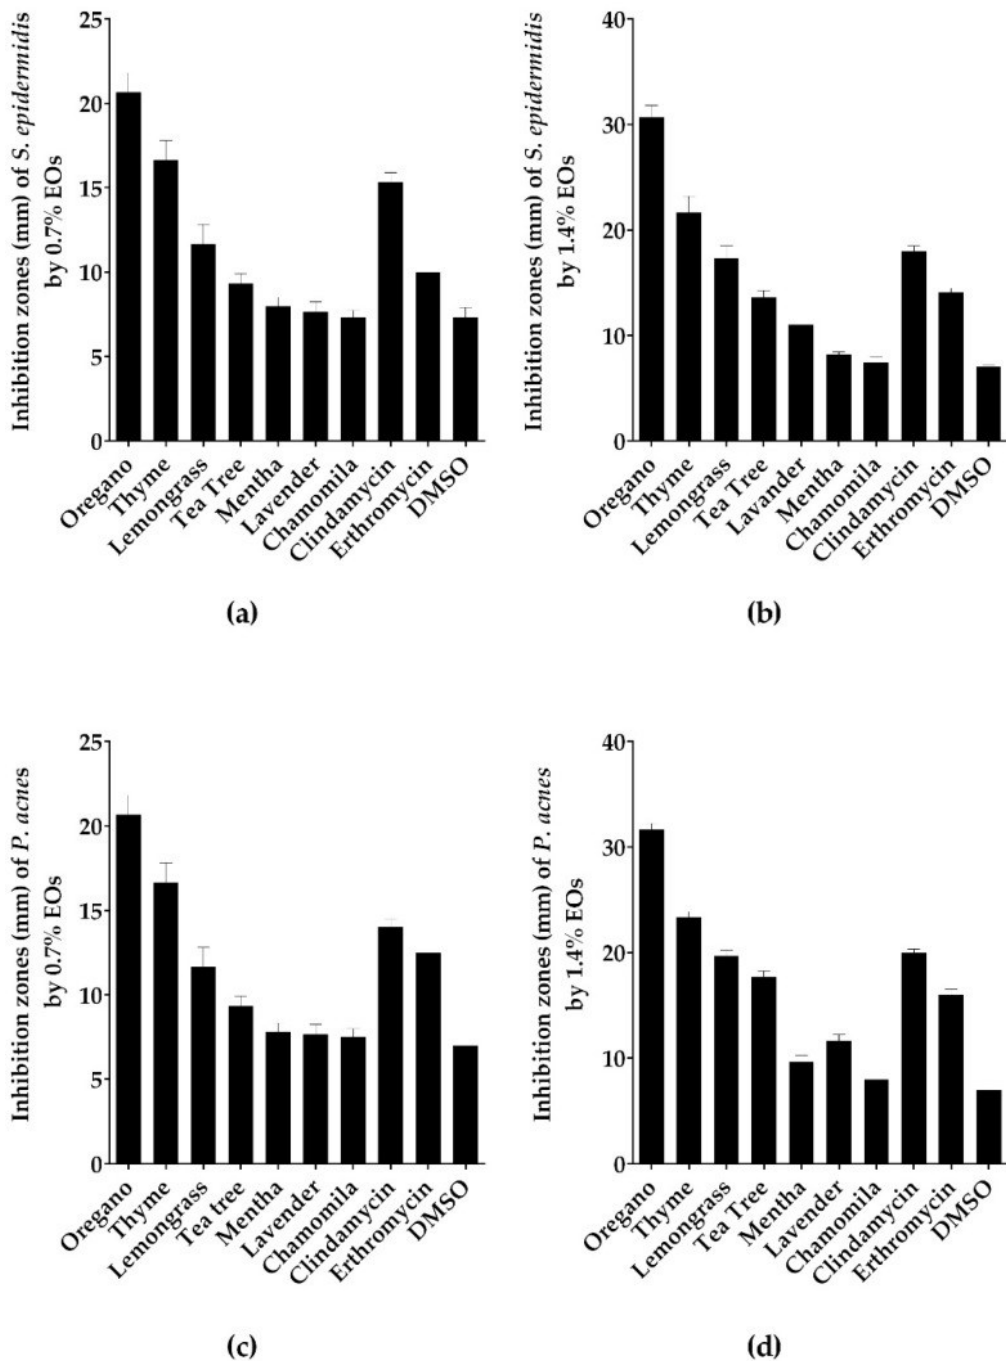 Inhibition zones (mm) of S. epidermidis
by 0.7% EOs
25
20
15
10
5
0
Oregano
Thyme
Lemongrass
Tea Tree
Mentha
Lavender
Chamomila
Clindamycin
Erthromycin
DMSO
(a)
Inhibition zones (mm) of S. epidermidis
by 1.4% EOs
40
30
20
10
0
Oregano
Thyme
Lemongrass
Tea Tree
Lavander
Mentha
Chamomila
Clindamycin
Erthromycin
DMSO
(b)
Inhibition zones (mm) of P. acnes
by 0.7% EOs
25
20
15
10
5
0
Oregano
Thyme
Lemongrass
Tea tree
Mentha
Lavender
Chamomila
Clindamycin
Erthromycin
DMSO
(c)
Inhibition zones (mm) of P. acnes
by 1.4% EOs
40
30
20
10
0
Oregano
Thyme
Lemongrass
Tea Tree
Mentha
Lavender
Chamomila
Clindamycin
Erthromycin
DMSO
(d)